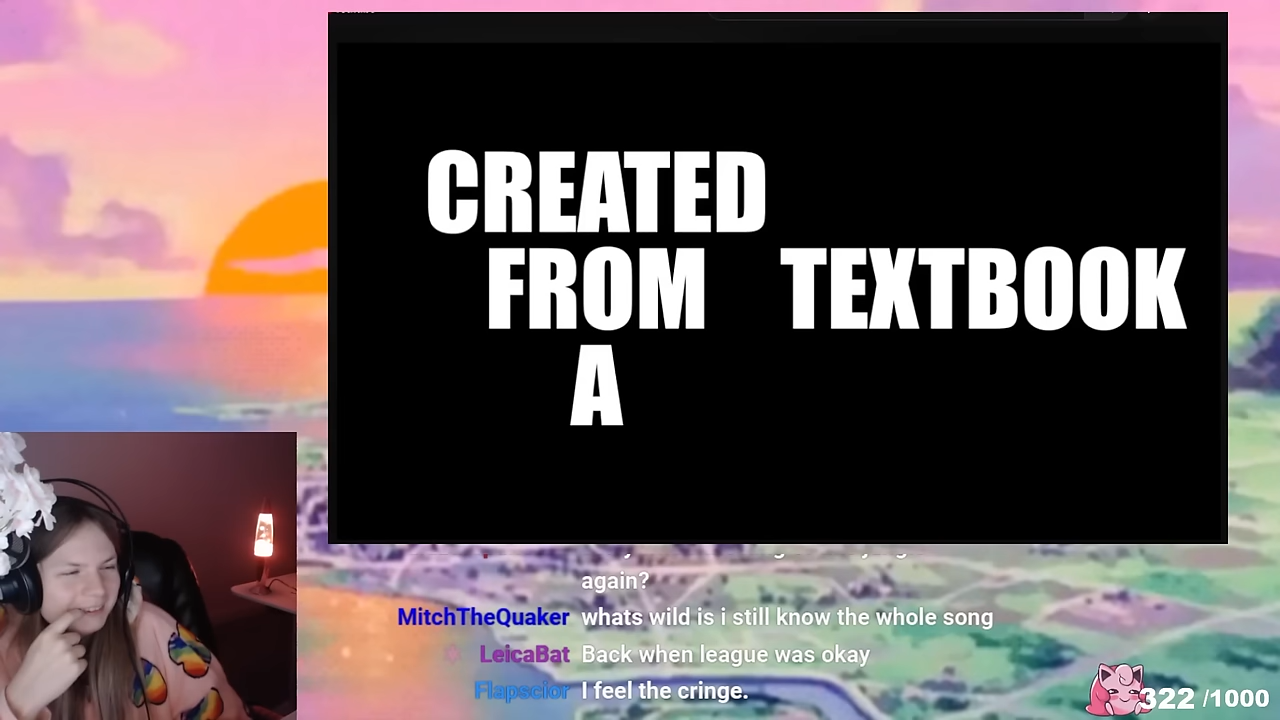 CREATED
FROM TEXTBOOK
A
again?
MitchTheQuaker whats wild is i still know the whole song
LeicaBat Back when league was okay
Flapscior I feel the cringe.
322 /1000